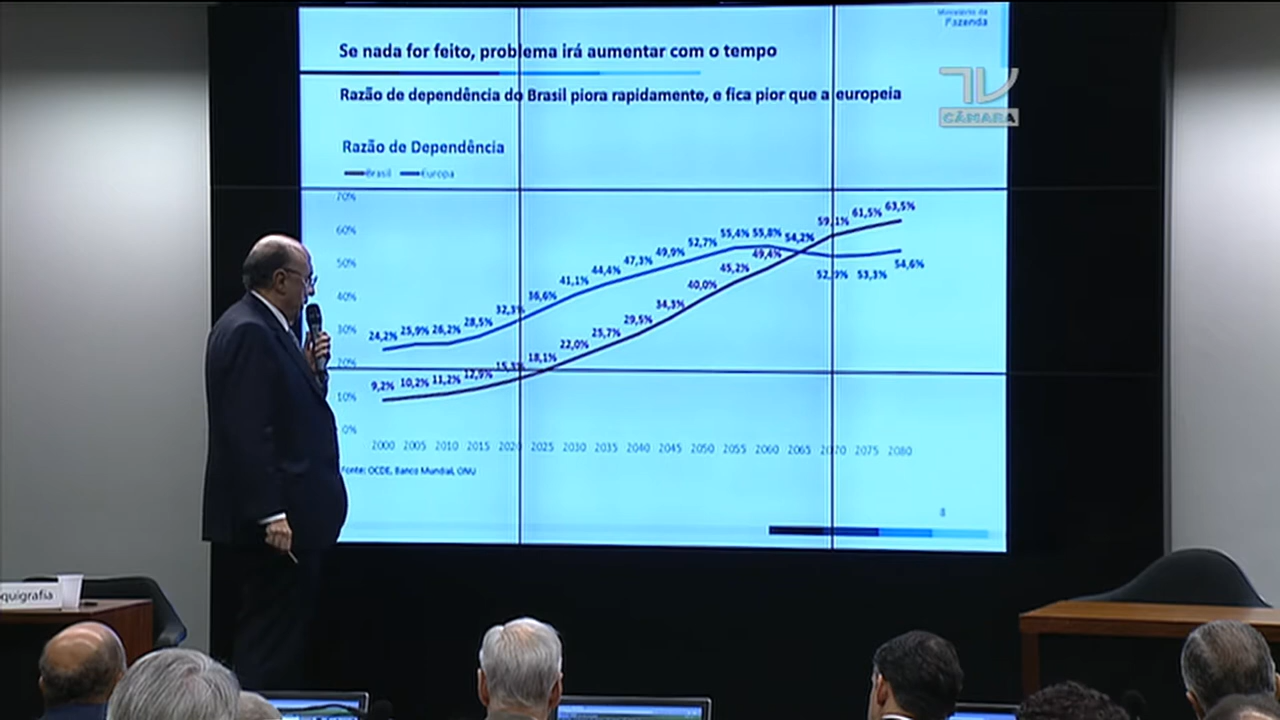 Ministério da
Fazenda
Se nada for feito, problema irá aumentar com o tempo
TV
CÂMARA
Razão de dependência do Brasil piora rapidamente, e fica pior que a europeia
Razão de Dependência
Brasil Europa
70%
60%
50%
40%
30%
20%
10%
0%
24,2% 25,9% 26,2% 28,5% 32,3% 36,6% 41,1% 44,4% 47,3% 49,9% 52,7% 55,4% 55,8% 54,2% 52,9% 53,3% 54,6%
9,2% 10,2% 11,2% 12,9% 18,1% 22,0% 25,7% 29,5% 34,3% 40,0% 45,2% 49,4% 59,1% 61,5% 63,5%
2000 2005 2010 2015 2020 2025 2030 2035 2040 2045 2050 2055 2060 2065 2070 2075 2080
Fonte: OCDE, Banco Mundial, ONU
8
quigrafia